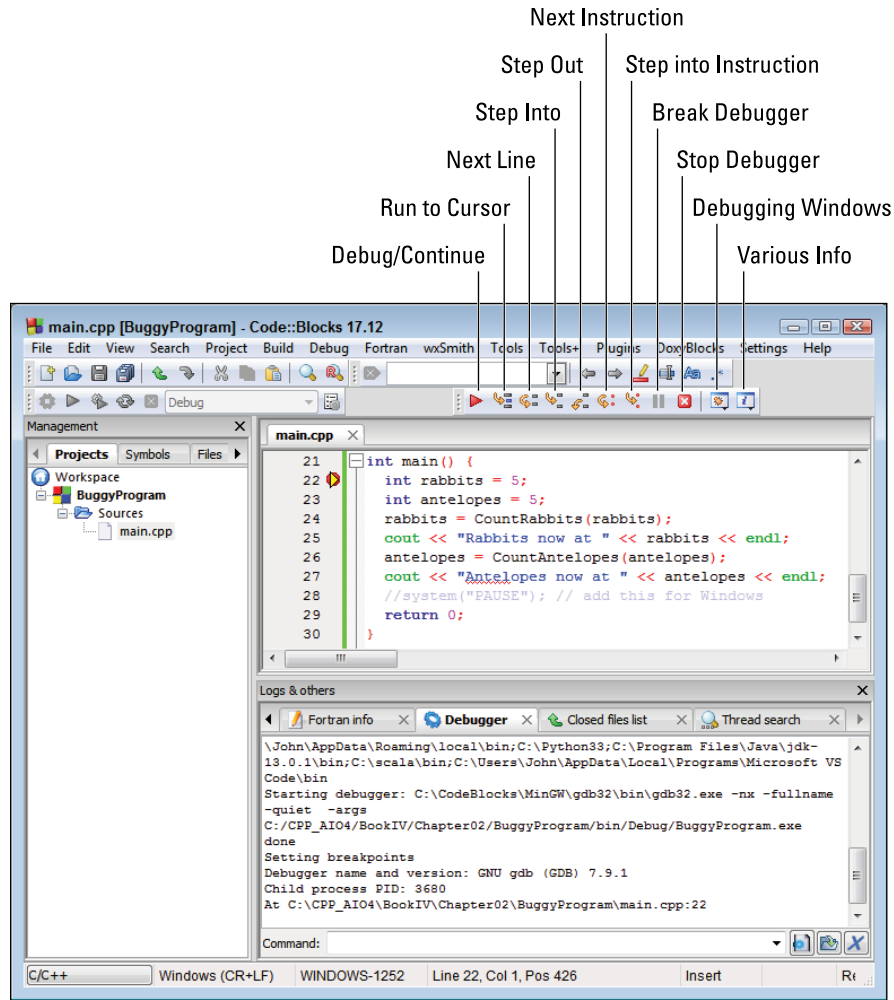 Next Instruction
Step Out
Step into Instruction
Step Into
Break Debugger
Next Line
Stop Debugger
Run to Cursor
Debugging Windows
Debug/Continue
Various Info
main.cpp [BuggyProgram] - Code::Blocks 17.12
File Edit View Search Project Build Debug Fortran wxSmith Tools Tools+ Plugins DoxyBlocks Settings Help
Debug
Management
Projects Symbols Files
Workspace
BuggyProgram
Sources
main.cpp
main.cpp
21 int main() {
22 int rabbits = 5;
23 int antelopes = 5;
24 rabbits = CountRabbits(rabbits);
25 cout << "Rabbits now at " << rabbits << endl;
26 antelopes = CountAntelopes(antelopes);
27 cout << "Antelopes now at " << antelopes << endl;
28 //system("PAUSE"); // add this for Windows
29 return 0;
30 }
Logs & others
Fortran info Debugger Closed files list Thread search
\John\AppData\Roaming\local\bin;C:\Python33;C:\Program Files\Java\jdk-
13.0.1\bin;C:\scala\bin;C:\Users\John\AppData\Local\Programs\Microsoft VS
Code\bin
Starting debugger: C:\CodeBlocks\MinGW\gdb32\bin\gdb32.exe -nx -fullname
-quiet -args
C:/CPP_AIO4/BookIV/Chapter02/BuggyProgram/bin/Debug/BuggyProgram.exe
done
Setting breakpoints
Debugger name and version: GNU gdb (GDB) 7.9.1
Child process PID: 3680
At C:\CPP_AIO4\BookIV\Chapter02\BuggyProgram\main.cpp:22
Command:
C/C++ Windows (CR+LF) WINDOWS-1252 Line 22, Col 1, Pos 426 Insert